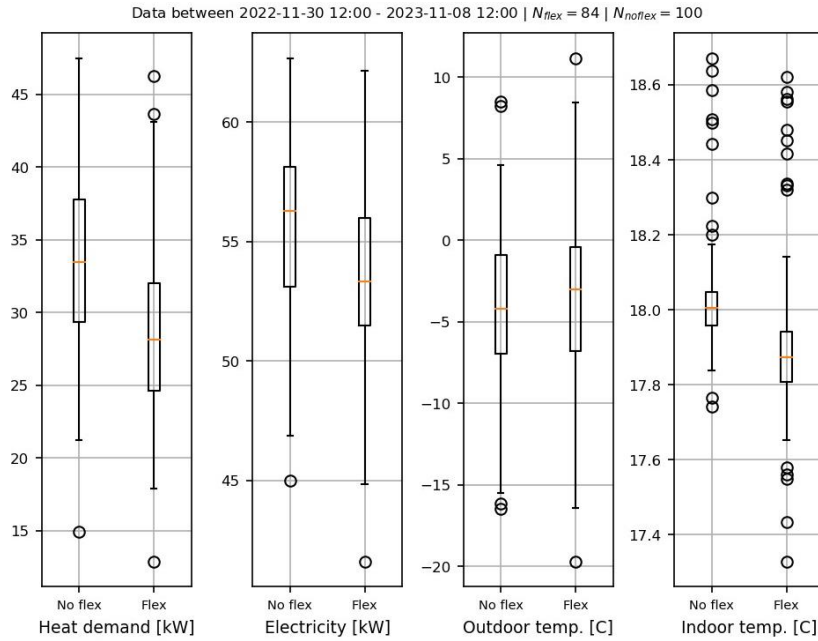 Data between 2022-11-30 12:00 - 2023-11-08 12:00 | N_flex = 84 | N_noflex = 100
45
40
35
30
25
20
15
No flex Flex
Heat demand [kW]
60
55
50
45
No flex Flex
Electricity [kW]
10
5
0
−5
−10
−15
−20
No flex Flex
Outdoor temp. [C]
18.6
18.4
18.2
18.0
17.8
17.6
17.4
No flex Flex
Indoor temp. [C]